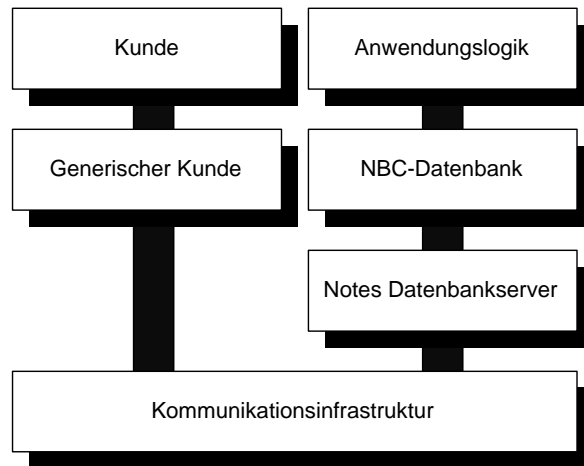 Kunde
Anwendungslogik
Generischer Kunde
NBC-Datenbank
Notes Datenbankserver
Kommunikationsinfrastruktur